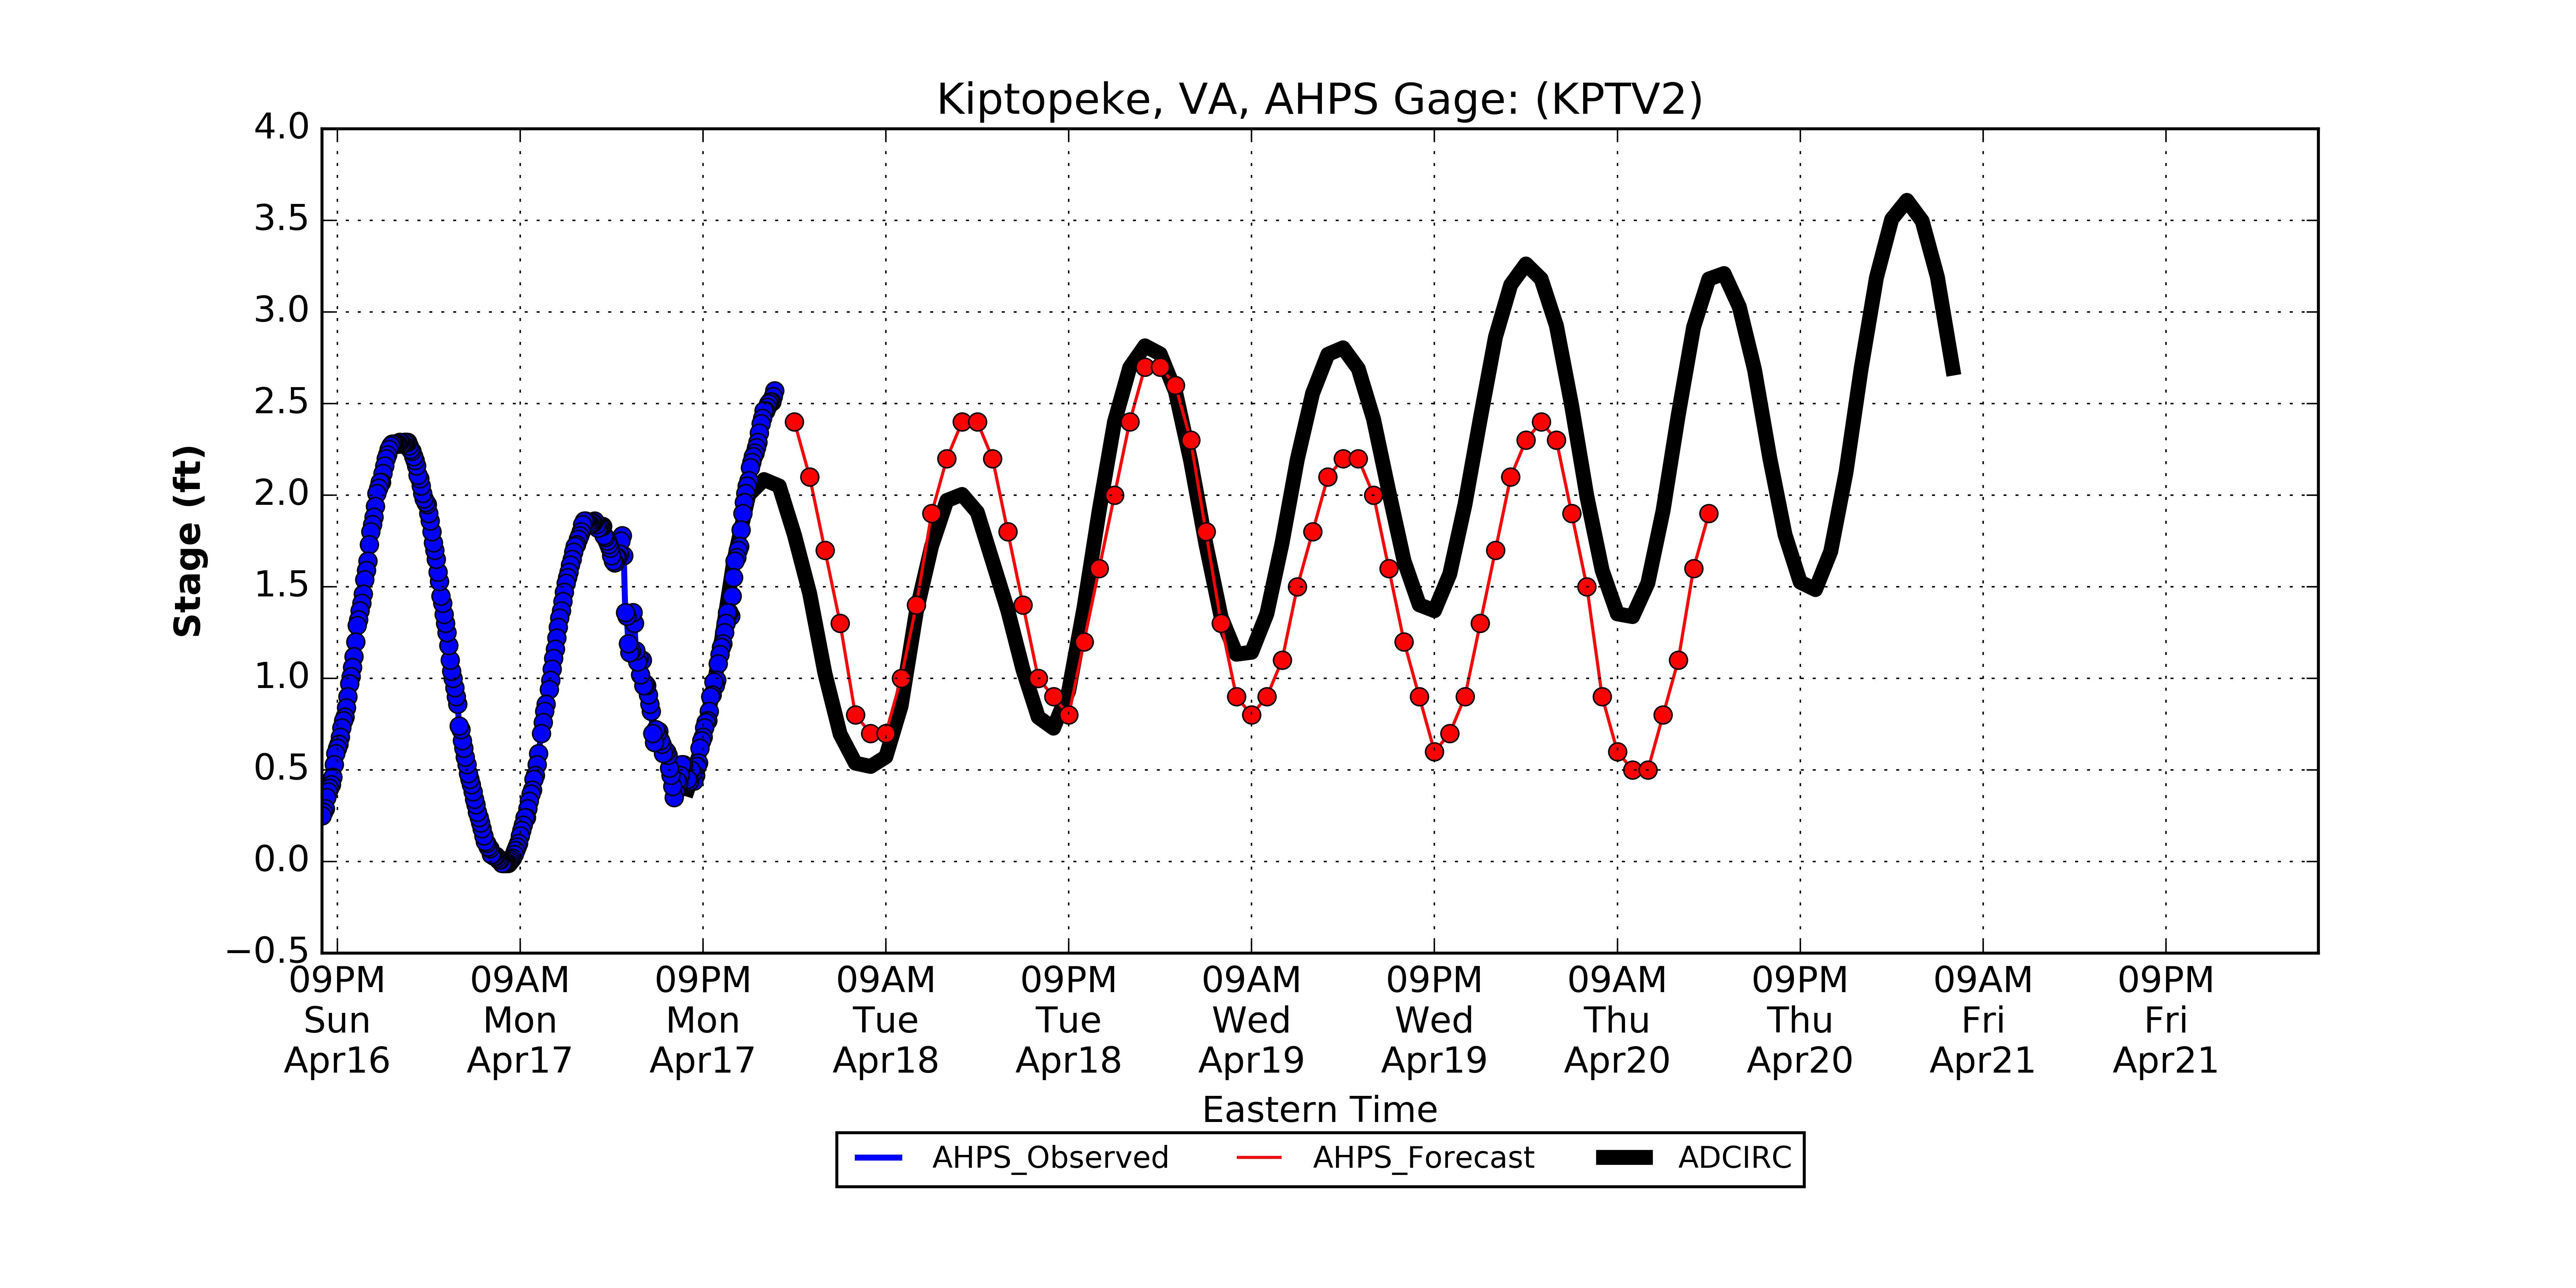 Kiptopeke, VA, AHPS Gage: (KPTV2)
Stage (ft)
4.0
3.5
3.0
2.5
2.0
1.5
1.0
0.5
0.0
−0.5
09PM 09AM 09PM 09AM 09PM 09AM 09PM 09AM 09PM 09AM 09PM
Sun Mon Mon Tue Tue Wed Wed Thu Thu Fri Fri
Apr16 Apr17 Apr17 Apr18 Apr18 Apr19 Apr19 Apr20 Apr20 Apr21 Apr21
Eastern Time
AHPS_Observed AHPS_Forecast ADCIRC